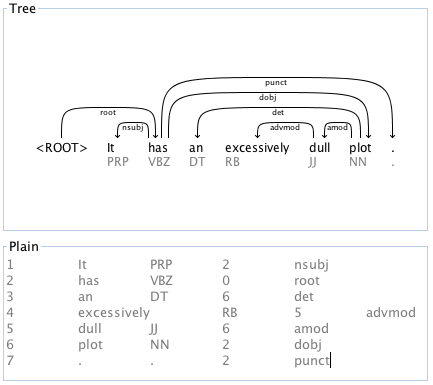 Tree
punct
dobj
root det
nsubj advmod amod
<ROOT> It has an excessively dull plot .
PRP VBZ DT RB JJ NN .
Plain
1 It PRP 2 nsubj
2 has VBZ 0 root
3 an DT 6 det
4 excessively RB 5 advmod
5 dull JJ 6 amod
6 plot NN 2 dobj
7 . . 2 punct